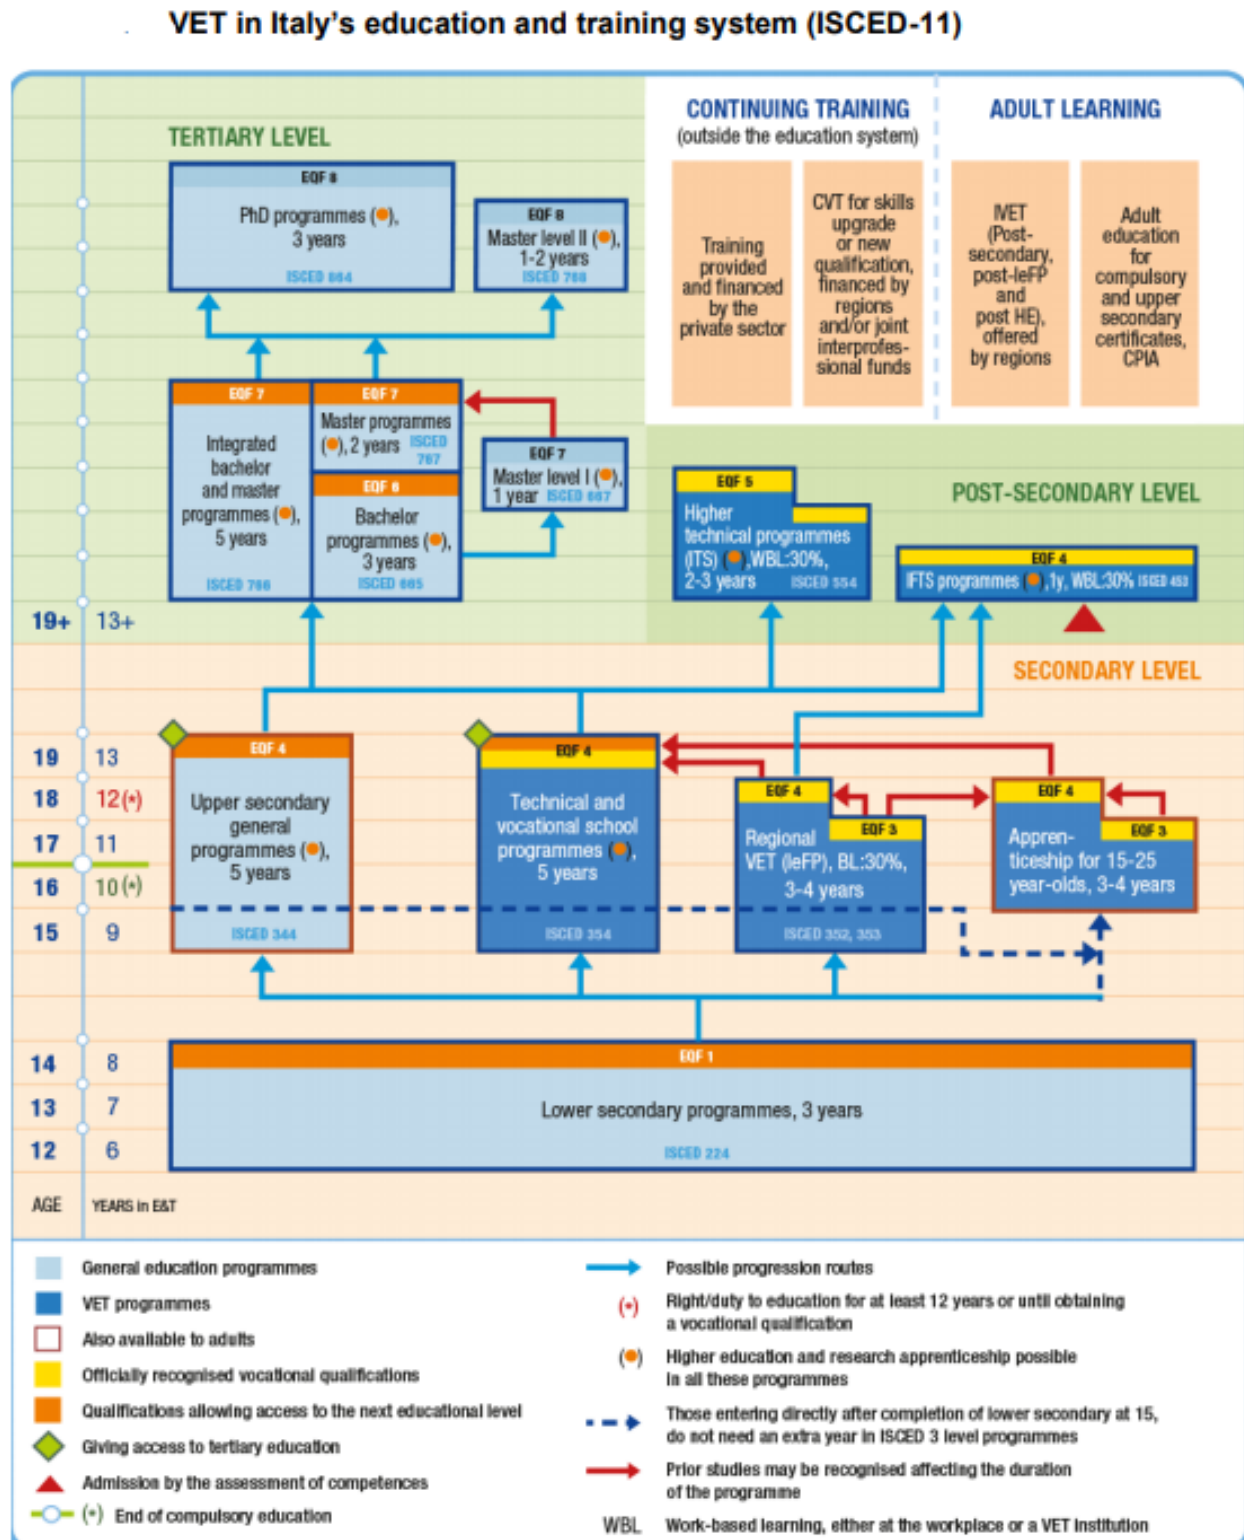 VET in Italy's education and training system (ISCED-11)
TERTIARY LEVEL
EQF 8
PhD programmes ( ),
3 years
ISCED 864
EQF 8
Master level II ( ),
1-2 years
ISCED 768
CONTINUING TRAINING
(outside the education system)
Training
provided
and financed
by the
private sector
CVT for skills
upgrade
or new
qualification,
financed by
regions
and/or joint
interprofes-
sional funds
ADULT LEARNING
IVET
(Post-
secondary,
post-IeFP
and
post HE),
offered
by regions
Adult
education
for
compulsory
and upper
secondary
certificates,
CPIA
EQF 7
Integrated
bachelor
and master
programmes ( ),
5 years
ISCED 766
EQF 7
Master programmes
( ), 2 years ISCED
767
EQF 6
Bachelor
programmes ( ),
3 years
ISCED 665
EQF 7
Master level I ( ),
1 year ISCED 667
POST-SECONDARY LEVEL
EQF 5
Higher
technical programmes
(ITS) ( ),WBL:30%,
2-3 years ISCED 554
EQF 4
IFTS programmes ( ),1y, WBL:30% ISCED 453
19+ 13+
SECONDARY LEVEL
19 13
18 12(*)
17 11
16 10(*)
15 9
EQF 4
Upper secondary
general
programmes ( ),
5 years
ISCED 344
EQF 4
Technical and
vocational school
programmes ( ),
5 years
ISCED 354
EQF 4
EQF 3
Regional
VET (IeFP), BL:30%,
3-4 years
ISCED 352, 353
EQF 4
EQF 3
Appren-
ticeship for 15-25
year-olds, 3-4 years
14 8
13 7
12 6
EQF 1
Lower secondary programmes, 3 years
ISCED 224
AGE YEARS in E&T
General education programmes
VET programmes
Also available to adults
Officially recognised vocational qualifications
Qualifications allowing access to the next educational level
Giving access to tertiary education
Admission by the assessment of competences
(*) End of compulsory education
Possible progression routes
(*) Right/duty to education for at least 12 years or until obtaining
a vocational qualification
( ) Higher education and research apprenticeship possible
in all these programmes
Those entering directly after completion of lower secondary at 15,
do not need an extra year in ISCED 3 level programmes
Prior studies may be recognised affecting the duration
of the programme
WBL Work-based learning, either at the workplace or a VET institution